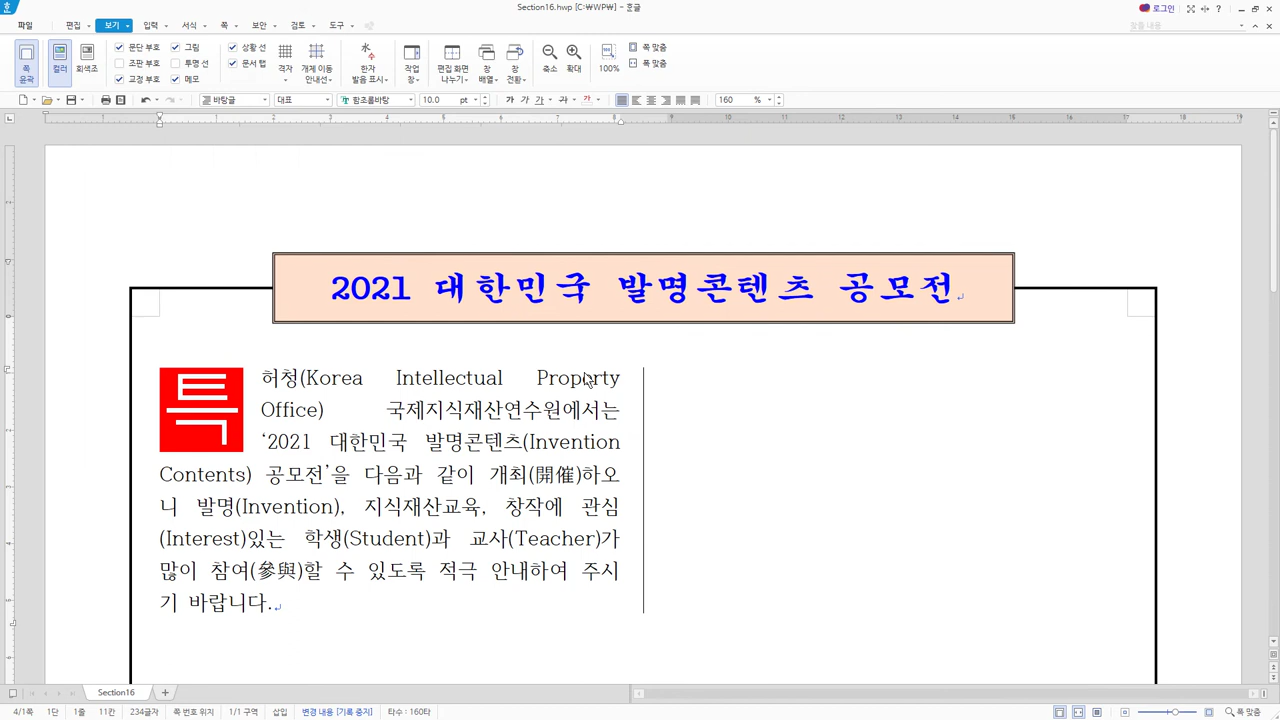 Section16.hwp [C:₩WP₩] - 훈글
로그인
파일 편집 보기 입력 서식 쪽 보안 검토 도구
찾을 내용
쪽 윤곽
컬러
회색조
문단 부호 그림
조판 부호 투명 선
교정 부호 메모
상황 선
문서 탭
격자
개체 이동 안내선
한자 발음 표시
작업 창
편집 화면 나누기
창 배열
창 전환
축소
확대
100%
쪽 맞춤
폭 맞춤
바탕글 대표 함초롬바탕 10.0 pt 가 가 가 가 가 160 %
2021 대한민국 발명콘텐츠 공모전
특허청(Korea Intellectual Property
Office) 국제지식재산연수원에서는
‘2021 대한민국 발명콘텐츠(Invention
Contents) 공모전’을 다음과 같이 개최(開催)하오
니 발명(Invention), 지식재산교육, 창작에 관심
(Interest)있는 학생(Student)과 교사(Teacher)가
많이 참여(參與)할 수 있도록 적극 안내하여 주시
기 바랍니다.
Section16
4/1쪽 1단 1줄 11칸 234글자 쪽 번호 위치 1/1 구역 삽입 변경 내용 [기록 중지] 타수 : 160타 폭 맞춤